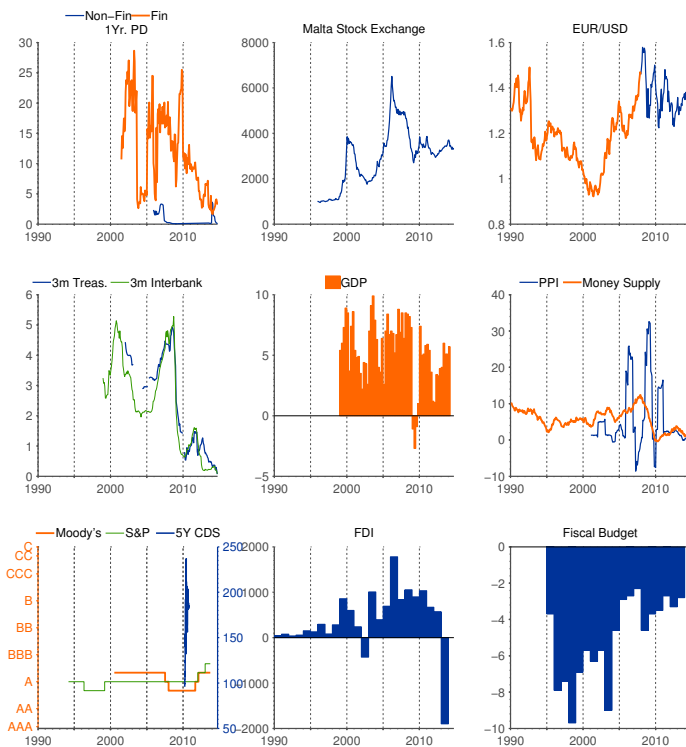 Non-Fin Fin
1Yr. PD
30
25
20
15
10
5
0
1990 2000 2010
Malta Stock Exchange
8000
6000
4000
2000
0
1990 2000 2010
EUR/USD
1.6
1.4
1.2
1
0.8
1990 2000 2010
3m Treas. 3m Interbank
6
5
4
3
2
1
0
1990 2000 2010
GDP
10
5
0
−5
1990 2000 2010
PPI Money Supply
40
30
20
10
0
−10
1990 2000 2010
Moody's S&P 5Y CDS
C
CC
CCC
B
BB
BBB
A
AA
AAA
250
200
150
100
50
1990 2000 2010
FDI
2000
1000
0
−1000
−2000
1990 2000 2010
Fiscal Budget
0
−2
−4
−6
−8
−10
1990 2000 2010